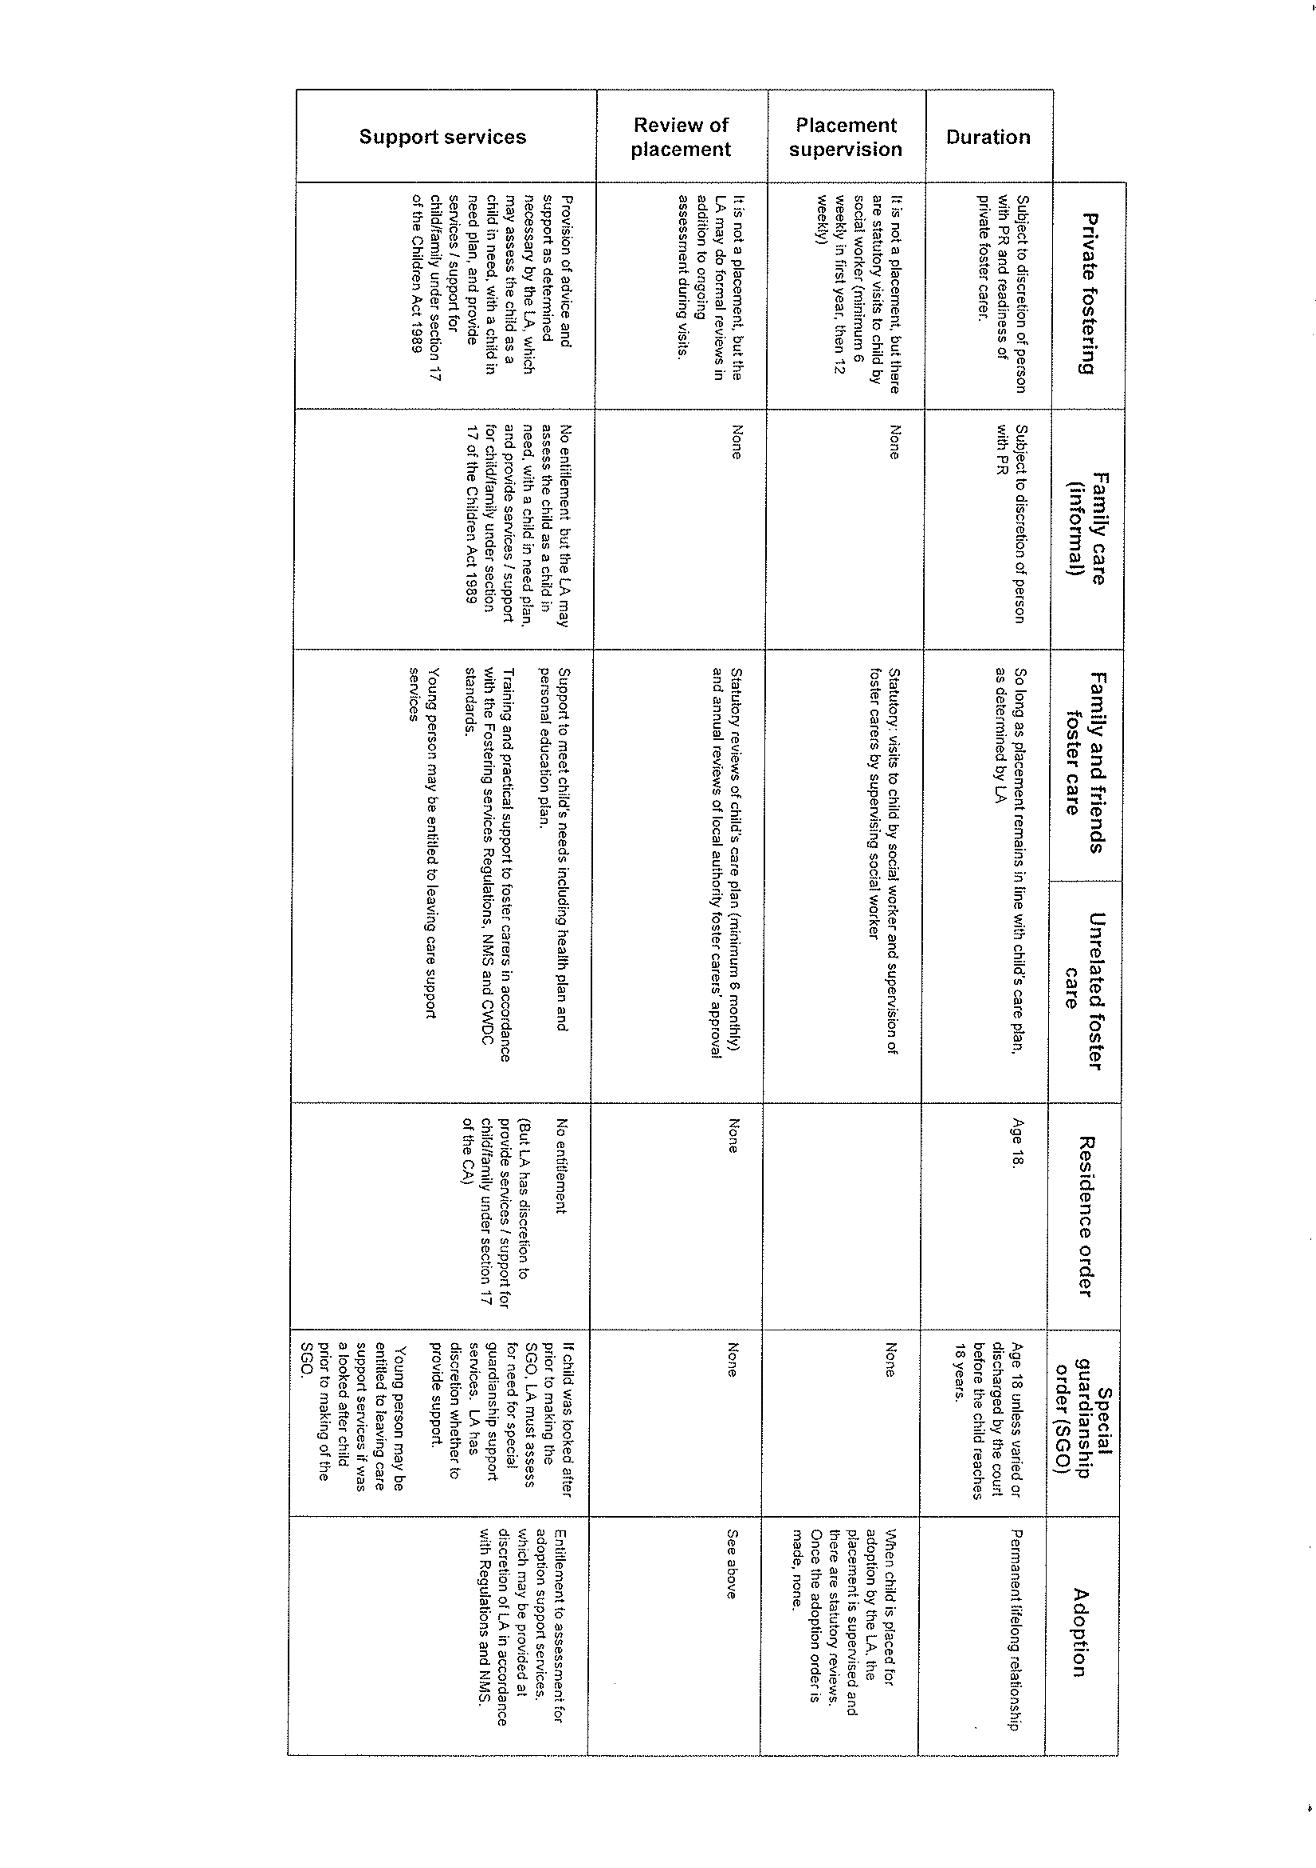 Private fostering
Family care
(informal)
Family and friends
foster care
Unrelated foster
care
Residence order
Special
guardianship
order (SGO)
Adoption
Duration
Subject to discretion of person
with PR and readiness of
private foster carer.
Subject to discretion of person
with PR
So long as placement remains in line with child's care plan,
as determined by LA
Age 18.
Age 18 unless varied or
discharged by the court
before the child reaches
18 years.
Permanent lifelong relationship
Placement
supervision
It is not a placement, but there
are statutory visits to child by
social worker (minimum 6
weekly in first year, then 12
weekly)
None
Statutory: visits to child by social worker and supervision of
foster carers by supervising social worker
None
When child is placed for
adoption by the LA, the
placement is supervised and
there are statutory reviews.
Once the adoption order is
made, none.
Review of
placement
It is not a placement, but the
LA may do formal reviews in
addition to ongoing
assessment during visits.
None
Statutory reviews of child's care plan (minimum 6 monthly)
and annual reviews of local authority foster carers' approval
None
None
See above
Support services
Provision of advice and
support as determined
necessary by the LA, which
may assess the child as a
child in need, with a child in
need plan, and provide
services / support for
child/family under section 17
of the Children Act 1989
No entitlement but the LA may
assess the child as a child in
need, with a child in need plan,
and provide services / support
for child/family under section
17 of the Children Act 1989
Support to meet child's needs including health plan and
personal education plan.
Training and practical support to foster carers in accordance
with the Fostering services Regulations, NMS and CWDC
standards.
Young person may be entitled to leaving care support
services
No entitlement
(But LA has discretion to
provide services / support for
child/family under section 17
of the CA)
If child was looked after
prior to making the
SGO, LA must assess
for need for special
guardianship support
services. LA has
discretion whether to
provide support.
Young person may be
entitled to leaving care
support services if was
a looked after child
prior to making of the
SGO.
Entitlement to assessment for
adoption support services,
which may be provided at
discretion of LA in accordance
with Regulations and NMS.